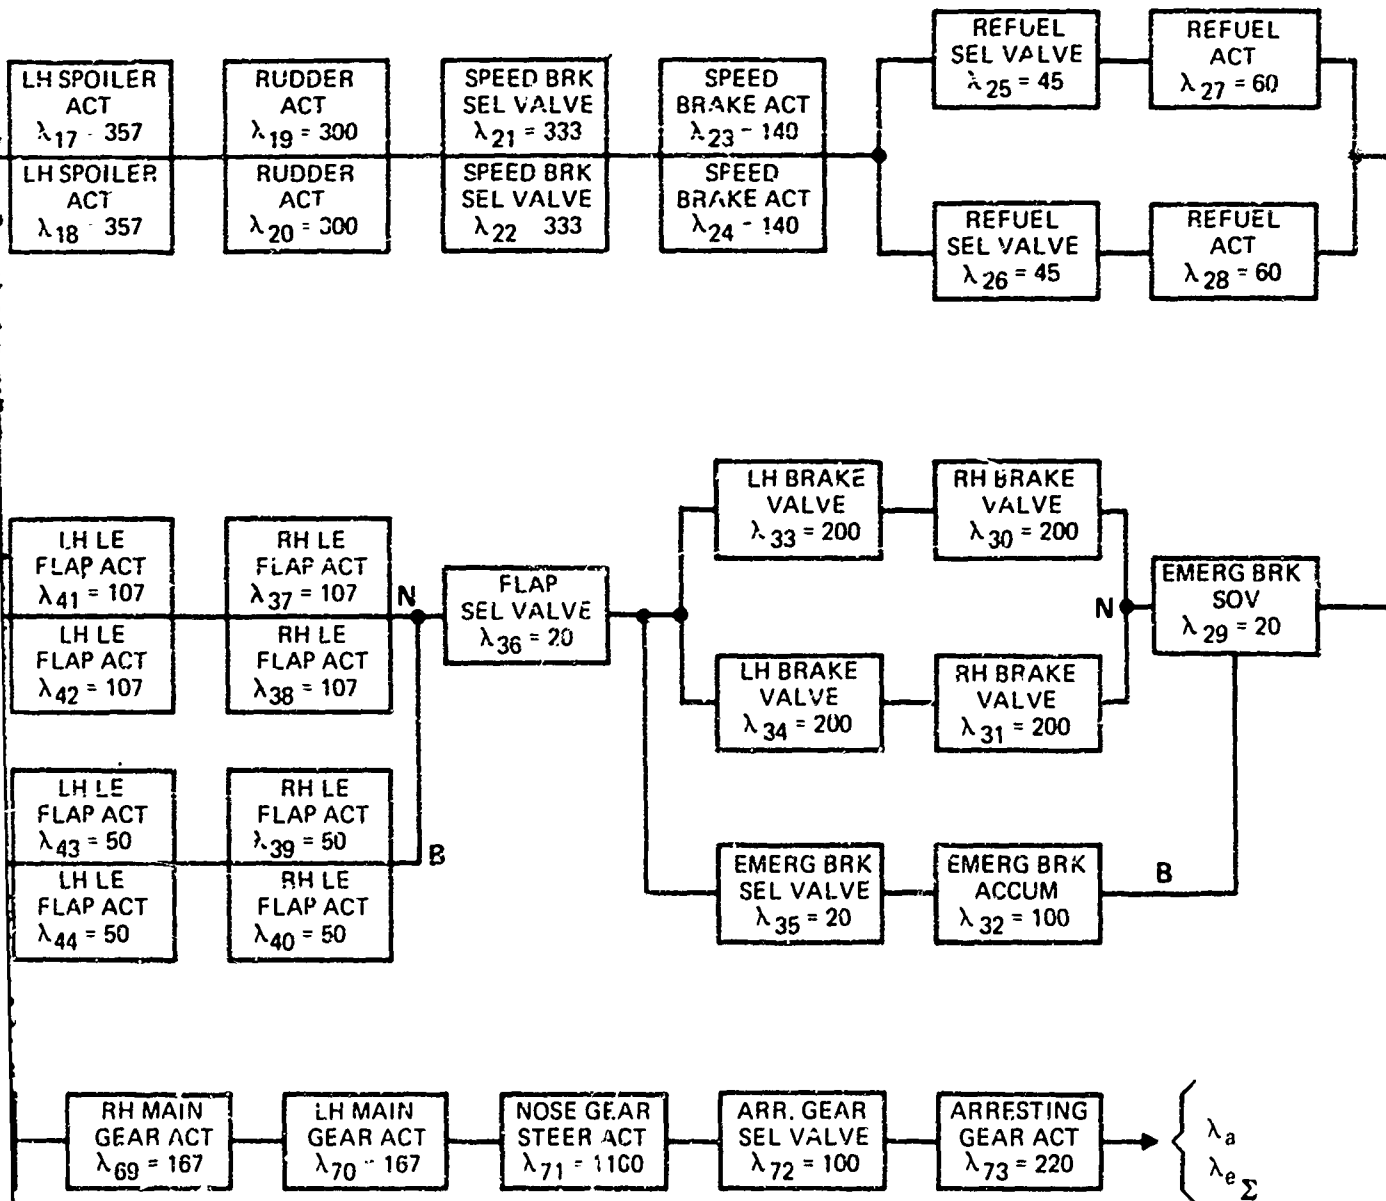 REFUEL
SEL VALVE
λ25 = 45
REFUEL
ACT
λ27 = 60
LH SPOILER
ACT
λ17 - 357
RUDDER
ACT
λ19 = 300
SPEED BRK
SEL VALVE
λ21 = 333
SPEED
BRAKE ACT
λ23 - 140
LH SPOILER
ACT
λ18 - 357
RUDDER
ACT
λ20 = 300
SPEED BRK
SEL VALVE
λ22 333
SPEED
BRAKE ACT
λ24 - 140
REFUEL
SEL VALVE
λ26 = 45
REFUEL
ACT
λ28 = 60
LH BRAKE
VALVE
λ33 = 200
RH BRAKE
VALVE
λ30 = 200
LH LE
FLAP ACT
λ41 = 107
RH LE
FLAP ACT
λ37 = 107
N
FLAP
SEL VALVE
λ36 = 20
N
EMERG BRK
SOV
λ29 = 20
LH LE
FLAP ACT
λ42 = 107
RH LE
FLAP ACT
λ38 = 107
LH BRAKE
VALVE
λ34 = 200
RH BRAKE
VALVE
λ31 = 200
LH LE
FLAP ACT
λ43 = 50
RH LE
FLAP ACT
λ39 = 50
B
LH LE
FLAP ACT
λ44 = 50
RH LE
FLAP ACT
λ40 = 50
EMERG BRK
SEL VALVE
λ35 = 20
EMERG BRK
ACCUM
λ32 = 100
B
RH MAIN
GEAR ACT
λ69 = 167
LH MAIN
GEAR ACT
λ70 - 167
NOSE GEAR
STEER ACT
λ71 = 1100
ARR. GEAR
SEL VALVE
λ72 = 100
ARRESTING
GEAR ACT
λ73 = 220
λa
λe Σ